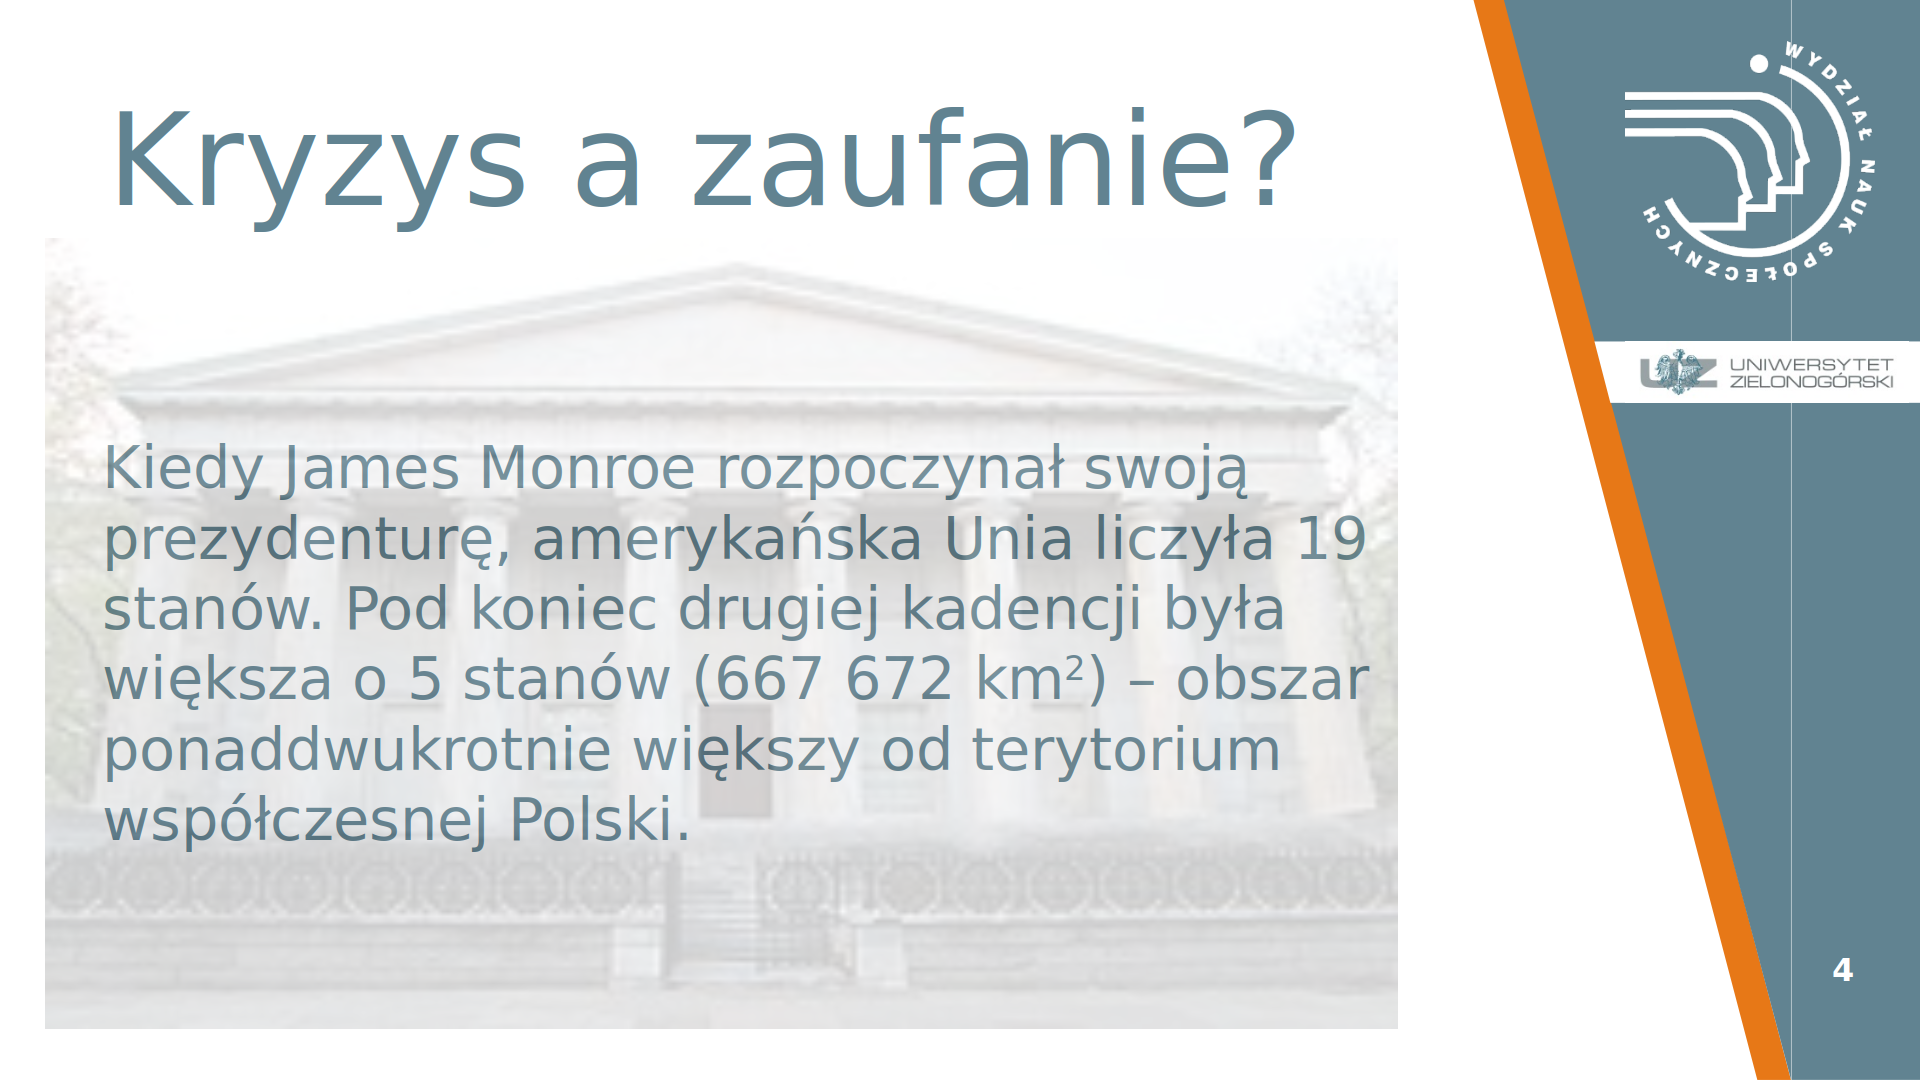 Kryzys a zaufanie?
WYDZIAŁ NAUK SPOŁECZNYCH
UZ UNIWERSYTET
ZIELONOGÓRSKI
Kiedy James Monroe rozpoczynał swoją
prezydenturę, amerykańska Unia liczyła 19
stanów. Pod koniec drugiej kadencji była
większa o 5 stanów (667 672 km²) – obszar
ponaddwukrotnie większy od terytorium
współczesnej Polski.
4